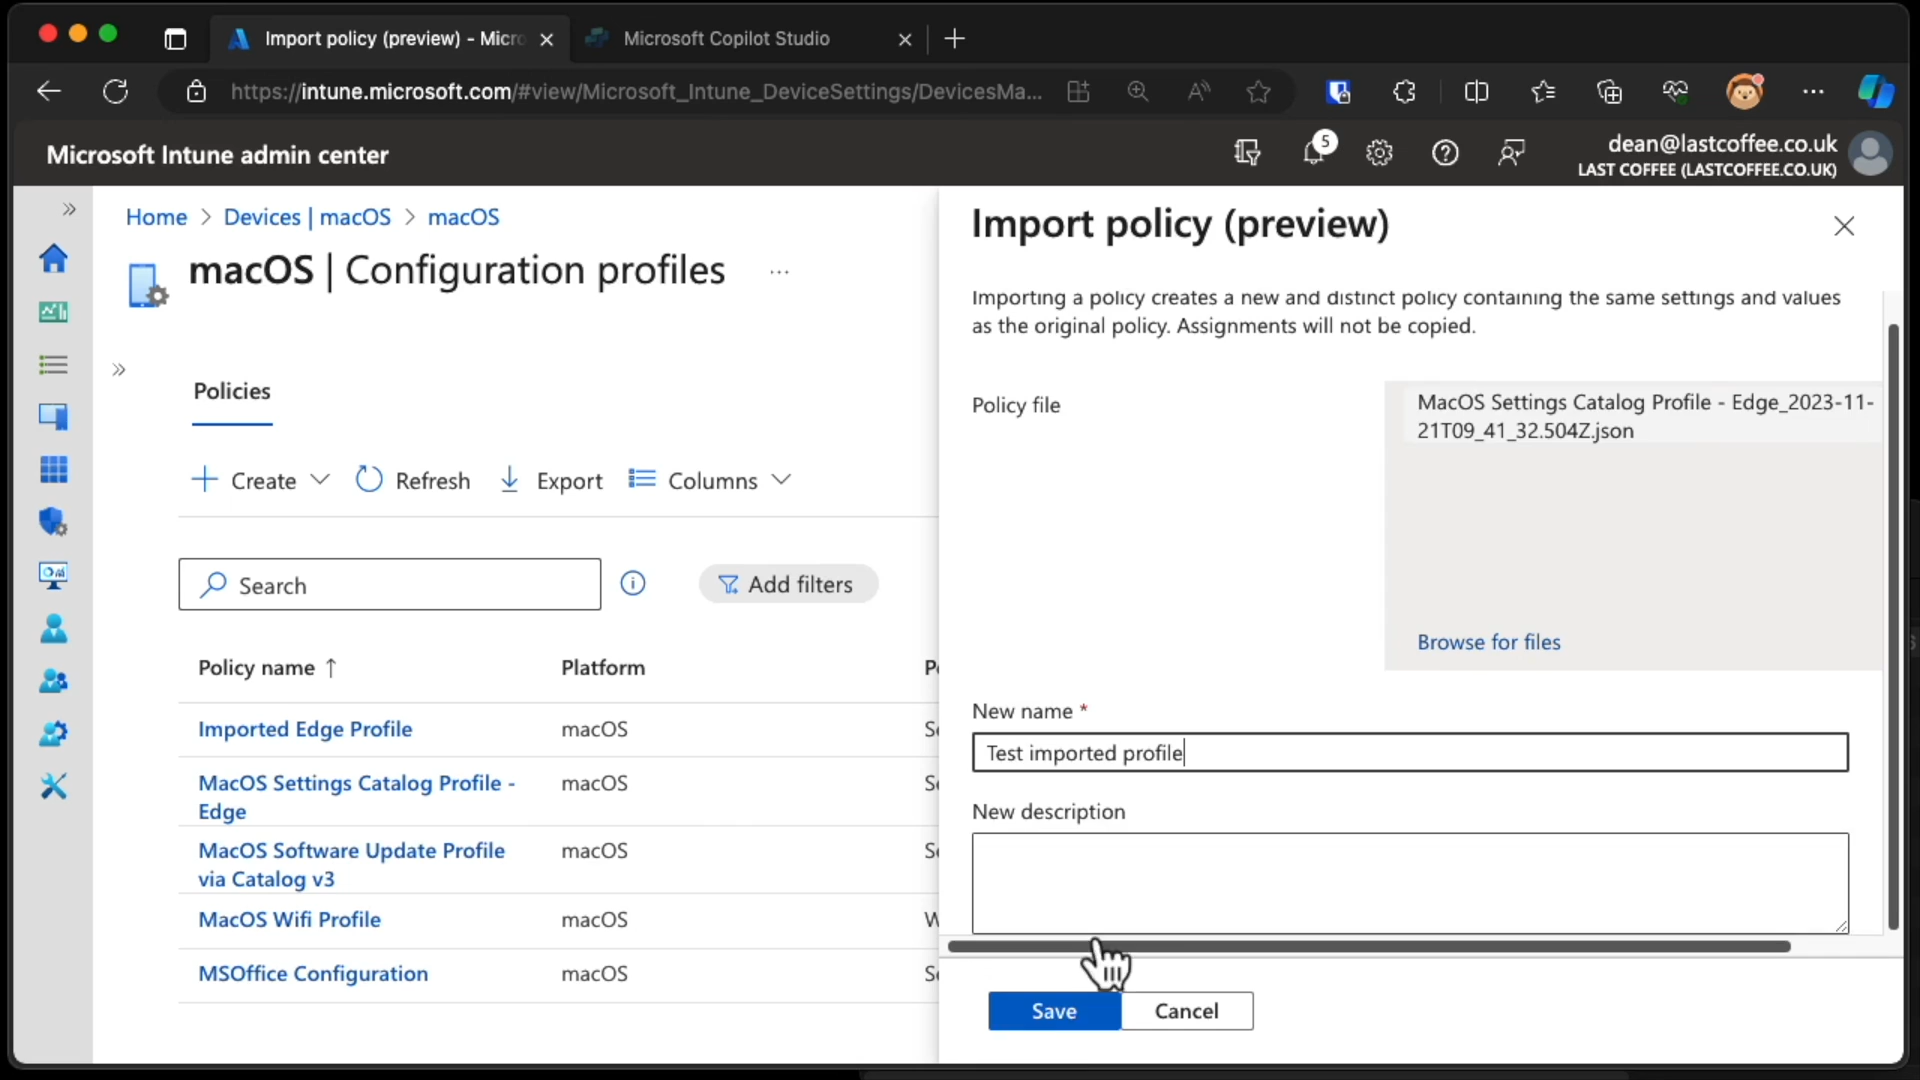 Import policy (preview) - Micro
Microsoft Copilot Studio
https://intune.microsoft.com/#view/Microsoft_Intune_DeviceSettings/DevicesMa...
Microsoft Intune admin center
5
dean@lastcoffee.co.uk
LAST COFFEE (LASTCOFFEE.CO.UK)
Home > Devices | macOS > macOS
macOS | Configuration profiles
...
Policies
Create
Refresh
Export
Columns
Search
Add filters
Policy name ↑
Platform
Imported Edge Profile
macOS
MacOS Settings Catalog Profile -
Edge
macOS
MacOS Software Update Profile
via Catalog v3
macOS
MacOS Wifi Profile
macOS
MSOffice Configuration
macOS
Import policy (preview)
Importing a policy creates a new and distinct policy containing the same settings and values
as the original policy. Assignments will not be copied.
Policy file
MacOS Settings Catalog Profile - Edge_2023-11-
21T09_41_32.504Z.json
Browse for files
New name *
Test imported profile
New description
Save
Cancel